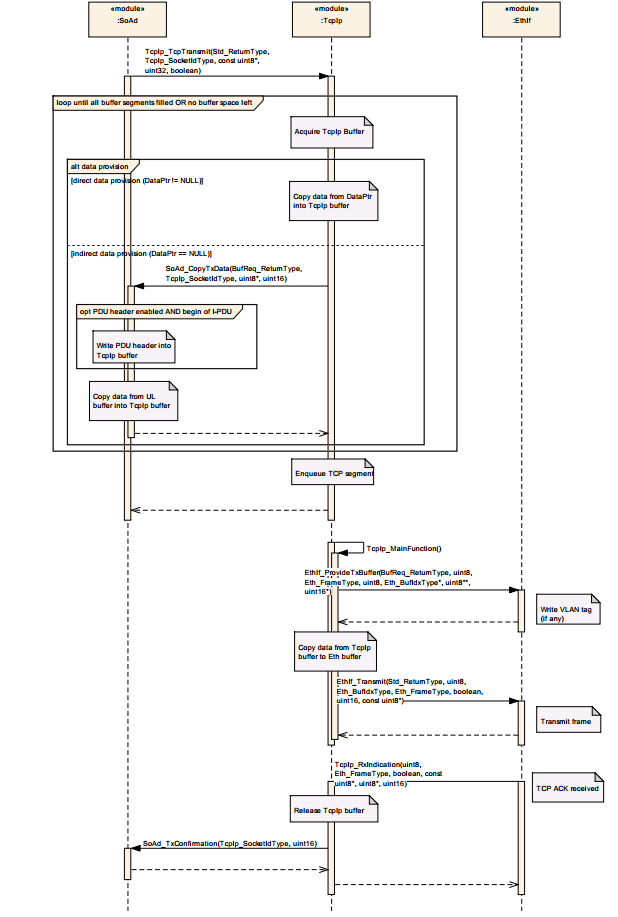 «module»
:SoAd
«module»
:TcpIp
«module»
:EthIf
TcpIp_TcpTransmit(Std_ReturnType,
TcpIp_SocketIdType, const uint8*,
uint32, boolean)
loop until all buffer segments filled OR no buffer space left
Acquire TcpIp Buffer
alt data provision
[direct data provision (DataPtr != NULL)]
Copy data from DataPtr
into TcpIp buffer
[indirect data provision (DataPtr == NULL)]
SoAd_CopyTxData(BufReq_ReturnType,
TcpIp_SocketIdType, uint8*, uint16)
opt PDU header enabled AND begin of I-PDU
Write PDU header into
TcpIp buffer
Copy data from UL
buffer into TcpIp buffer
Enqueue TCP segment
TcpIp_MainFunction()
EthIf_ProvideTxBuffer(BufReq_ReturnType, uint8,
Eth_FrameType, uint8, Eth_BufIdxType*, uint8**,
uint16*)
Write VLAN tag
(if any)
Copy data from TcpIp
buffer to Eth buffer
EthIf_Transmit(Std_ReturnType, uint8,
Eth_BufIdxType, Eth_FrameType, boolean,
uint16, const uint8*)
Transmit frame
TcpIp_RxIndication(uint8,
Eth_FrameType, boolean, const
uint8*, uint8*, uint16)
TCP ACK received
Release TcpIp buffer
SoAd_TxConfirmation(TcpIp_SocketIdType, uint16)